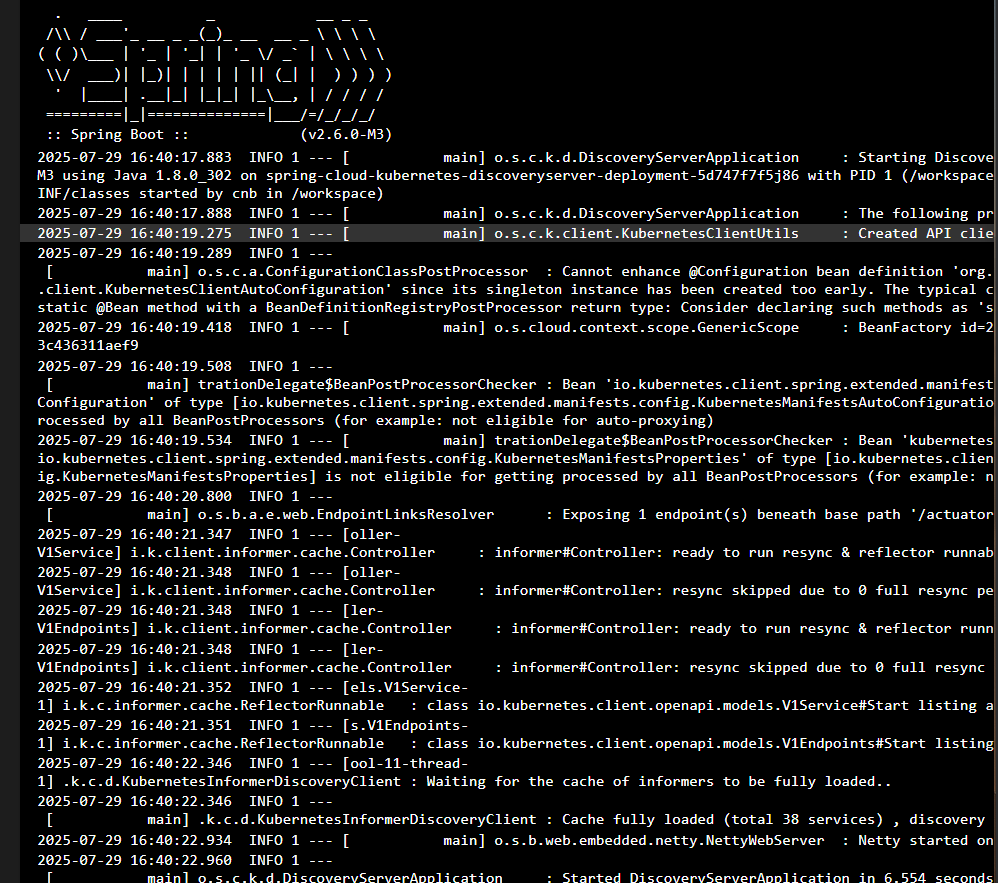 .   ____          _            __ _ _
 /\\ / ___'_ __ _ _(_)_ __  __ _ \ \ \ \
( ( )\___ | '_ | '_| | '_ \/ _` | \ \ \ \
 \\/  ___)| |_)| | | | | || (_| |  ) ) ) )
  '  |____| .__|_| |_|_| |_\__, | / / / /
 =========|_|==============|___/=/_/_/_/
 :: Spring Boot ::             (v2.6.0-M3)
2025-07-29 16:40:17.883  INFO 1 --- [           main] o.s.c.k.d.DiscoveryServerApplication     : Starting Discove
M3 using Java 1.8.0_302 on spring-cloud-kubernetes-discoveryserver-deployment-5d747f7f5j86 with PID 1 (/workspace
INF/classes started by cnb in /workspace)
2025-07-29 16:40:17.888  INFO 1 --- [           main] o.s.c.k.d.DiscoveryServerApplication     : The following pr
2025-07-29 16:40:19.275  INFO 1 --- [           main] o.s.c.k.client.KubernetesClientUtils     : Created API clie
2025-07-29 16:40:19.289  INFO 1 ---
 [           main] o.s.c.a.ConfigurationClassPostProcessor  : Cannot enhance @Configuration bean definition 'org.
.client.KubernetesClientAutoConfiguration' since its singleton instance has been created too early. The typical c
static @Bean method with a BeanDefinitionRegistryPostProcessor return type: Consider declaring such methods as 's
2025-07-29 16:40:19.418  INFO 1 --- [           main] o.s.cloud.context.scope.GenericScope     : BeanFactory id=2
3c436311aef9
2025-07-29 16:40:19.508  INFO 1 ---
 [           main] trationDelegate$BeanPostProcessorChecker : Bean 'io.kubernetes.client.spring.extended.manifest
Configuration' of type [io.kubernetes.client.spring.extended.manifests.config.KubernetesManifestsAutoConfiguratio
rocessed by all BeanPostProcessors (for example: not eligible for auto-proxying)
2025-07-29 16:40:19.534  INFO 1 --- [           main] trationDelegate$BeanPostProcessorChecker : Bean 'kubernetes
io.kubernetes.client.spring.extended.manifests.config.KubernetesManifestsProperties' of type [io.kubernetes.clien
ig.KubernetesManifestsProperties] is not eligible for getting processed by all BeanPostProcessors (for example: n
2025-07-29 16:40:20.800  INFO 1 ---
 [           main] o.s.b.a.e.web.EndpointLinksResolver      : Exposing 1 endpoint(s) beneath base path '/actuator
2025-07-29 16:40:21.347  INFO 1 --- [oller-
V1Service] i.k.client.informer.cache.Controller     : informer#Controller: ready to run resync & reflector runnab
2025-07-29 16:40:21.348  INFO 1 --- [oller-
V1Service] i.k.client.informer.cache.Controller     : informer#Controller: resync skipped due to 0 full resync pe
2025-07-29 16:40:21.348  INFO 1 --- [ler-
V1Endpoints] i.k.client.informer.cache.Controller     : informer#Controller: ready to run resync & reflector runn
2025-07-29 16:40:21.348  INFO 1 --- [ler-
V1Endpoints] i.k.client.informer.cache.Controller     : informer#Controller: resync skipped due to 0 full resync
2025-07-29 16:40:21.352  INFO 1 --- [els.V1Service-
1] i.k.c.informer.cache.ReflectorRunnable   : class io.kubernetes.client.openapi.models.V1Service#Start listing a
2025-07-29 16:40:21.351  INFO 1 --- [s.V1Endpoints-
1] i.k.c.informer.cache.ReflectorRunnable   : class io.kubernetes.client.openapi.models.V1Endpoints#Start listing
2025-07-29 16:40:22.346  INFO 1 --- [ool-11-thread-
1] .k.c.d.KubernetesInformerDiscoveryClient : Waiting for the cache of informers to be fully loaded..
2025-07-29 16:40:22.346  INFO 1 ---
 [           main] .k.c.d.KubernetesInformerDiscoveryClient : Cache fully loaded (total 38 services) , discovery
2025-07-29 16:40:22.934  INFO 1 --- [           main] o.s.b.web.embedded.netty.NettyWebServer  : Netty started on
2025-07-29 16:40:22.960  INFO 1 ---
 [           main] o.s.c.k.d.DiscoveryServerApplication     : Started DiscoveryServerApplication in 6.554 seconds